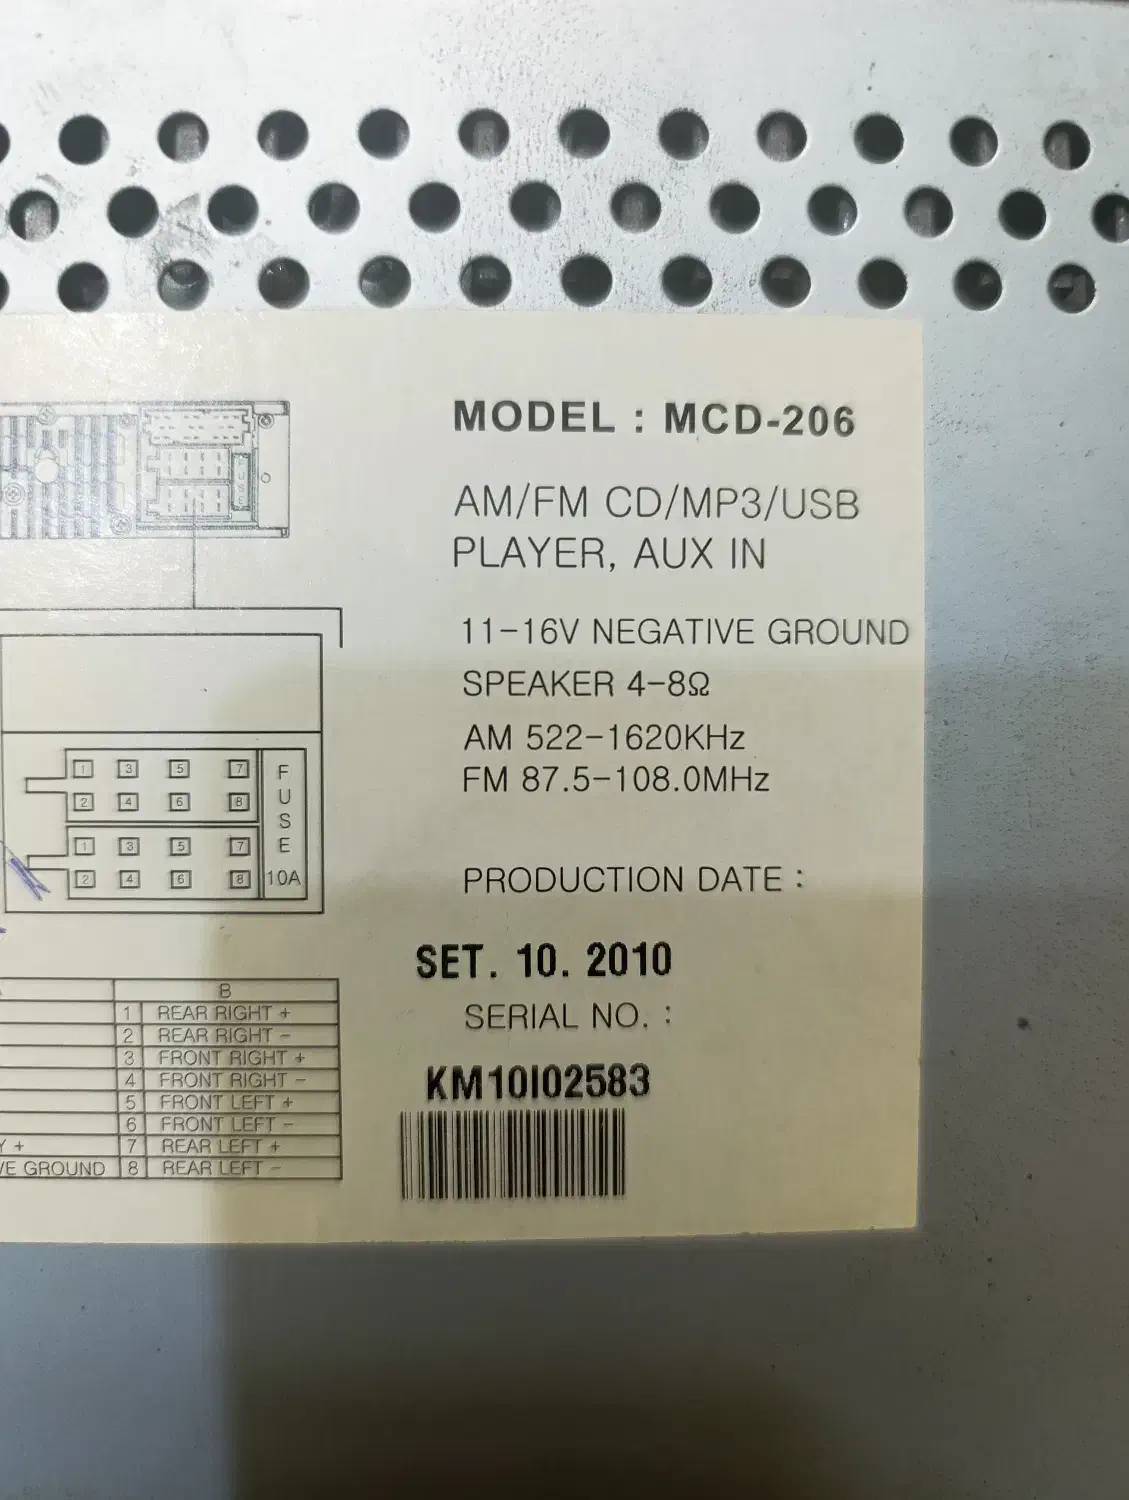 MODEL : MCD-206
AM/FM CD/MP3/USB
PLAYER, AUX IN
11-16V NEGATIVE GROUND
SPEAKER 4-8Ω
AM 522-1620KHz
FM 87.5-108.0MHz
PRODUCTION DATE :
SET. 10. 2010
SERIAL NO. :
KM10I02583
FUSE
1 3 5 7
2 4 6 8
1 3 5 7
2 4 6 8
FUSE
10A
B
1 REAR RIGHT +
2 REAR RIGHT -
3 FRONT RIGHT +
4 FRONT RIGHT -
5 FRONT LEFT +
6 FRONT LEFT -
Y + 7 REAR LEFT +
VE GROUND 8 REAR LEFT -